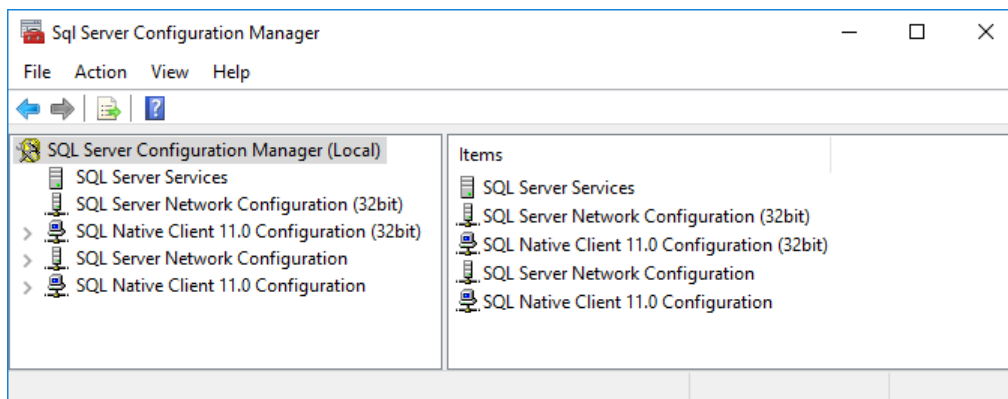 Sql Server Configuration Manager
File Action View Help
SQL Server Configuration Manager (Local)
SQL Server Services
SQL Server Network Configuration (32bit)
SQL Native Client 11.0 Configuration (32bit)
SQL Server Network Configuration
SQL Native Client 11.0 Configuration
Items
SQL Server Services
SQL Server Network Configuration (32bit)
SQL Native Client 11.0 Configuration (32bit)
SQL Server Network Configuration
SQL Native Client 11.0 Configuration